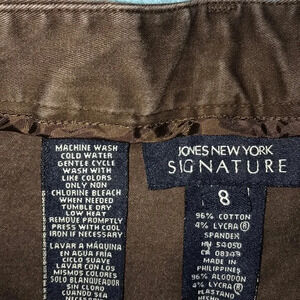 MACHINE WASH
COLD WATER
GENTLE CYCLE
WASH WITH
LIKE COLORS
ONLY NON
CHLORINE BLEACH
WHEN NEEDED
TUMBLE DRY
LOW HEAT
REMOVE PROMPTLY
PRESS WITH COOL
IRON IF NECESSARY
LAVAR A MAQUINA
EN AGUA FRIA
CICLO SUAVE
LAVAR CON LOS
MISMOS COLORES
SOLO BLANQUEADOR
SIN CLORO
CUANDO SEA
JONES NEW YORK
SIGNATURE
8
96% COTTON
4% LYCRA®
SPANDEX
54050
CA 08343
MADE IN
PHILIPPINES
96% ALGODON
4% LYCRA®
ELASTANO